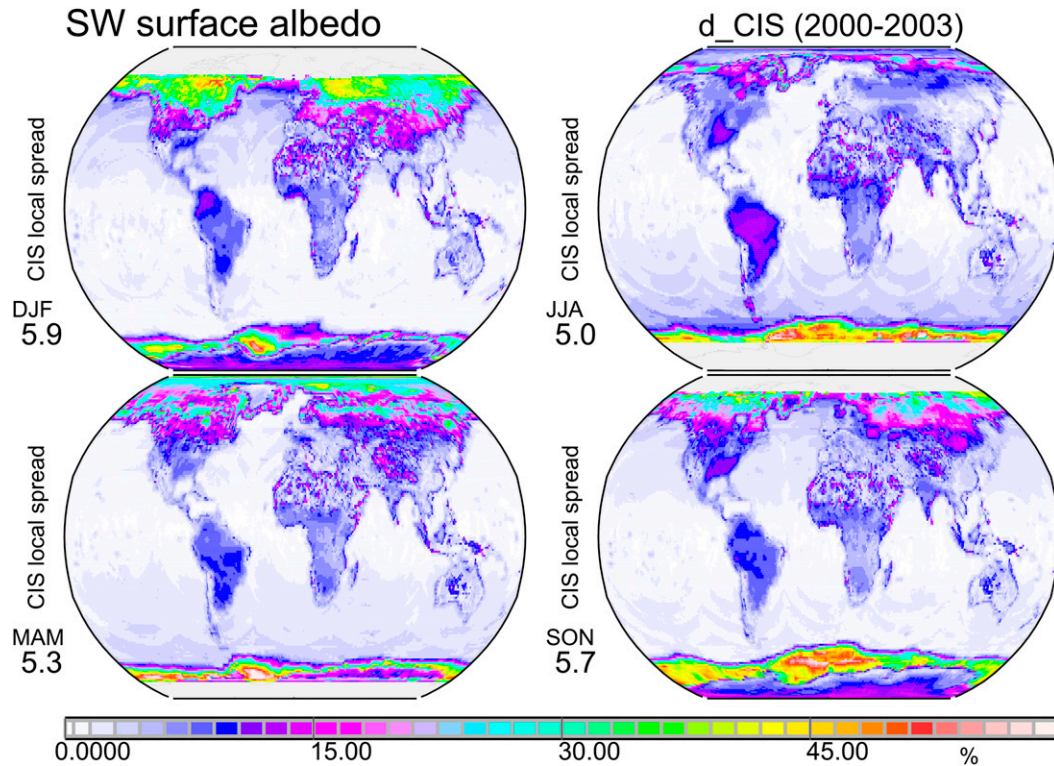 SW surface albedo
d_CIS (2000-2003)
CIS local spread
DJF
5.9
CIS local spread
JJA
5.0
CIS local spread
MAM
5.3
CIS local spread
SON
5.7
0.0000 15.00 30.00 45.00 %